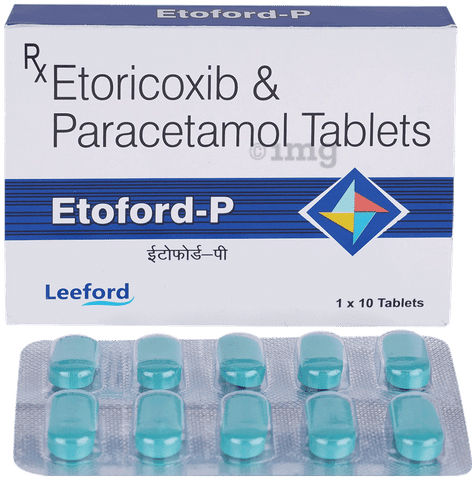 Etoford-P
Rx Etoricoxib &
Paracetamol Tablets
©1mg
Etoford-P
ईटोफोर्ड-पी
Leeford
1 x 10 Tablets